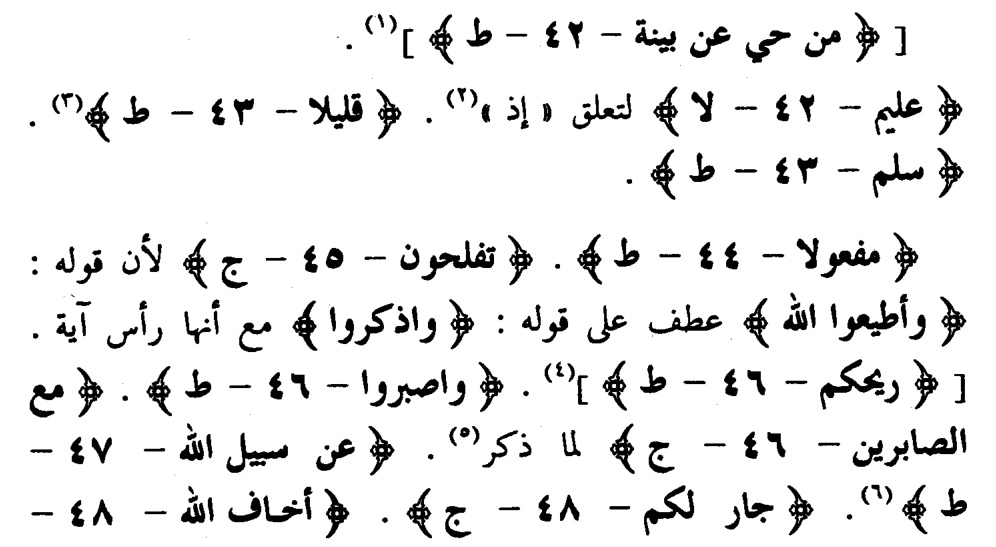 [ ﴿ من حي عن بينة – ٤٢ – ط ﴾ ](١) .
﴿ عليم – ٤٢ – لا ﴾ لتعلق « إذ »(٢) . ﴿ قليلا – ٤٣ – ط ﴾(٣) .
﴿ سلم – ٤٣ – ط ﴾ .
﴿ مفعولا – ٤٤ – ط ﴾ . ﴿ تفلحون – ٤٥ – ج ﴾ لأن قوله :
﴿ وأطيعوا الله ﴾ عطف على قوله : ﴿ واذكروا ﴾ مع أنها رأس آية .
[ ﴿ ريحكم – ٤٦ – ط ﴾ ](٤) . ﴿ واصبروا – ٤٦ – ط ﴾ . ﴿ مع
الصابرين – ٤٦ – ج ﴾ لما ذكر(٥) . ﴿ عن سبيل الله – ٤٧ –
ط ﴾(٦) . ﴿ جار لكم – ٤٨ – ج ﴾ . ﴿ أخاف الله – ٤٨ –